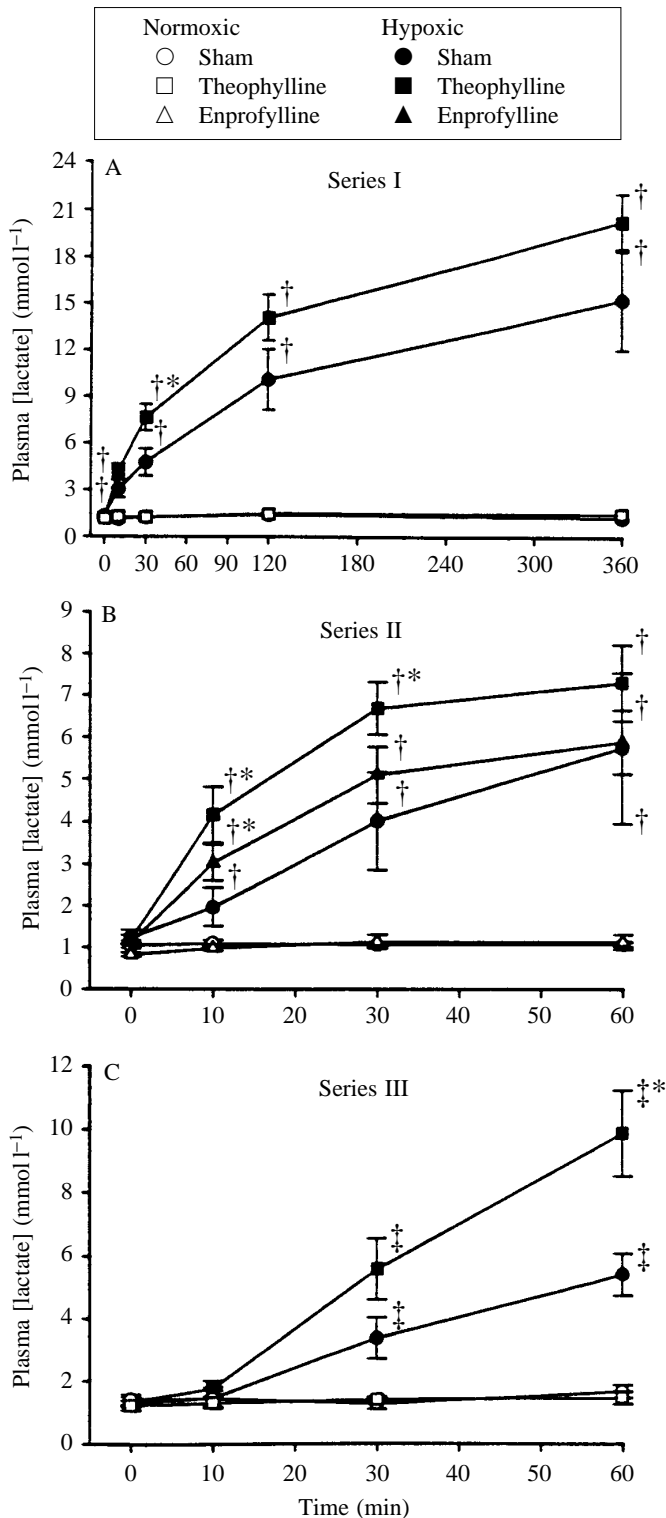 Normoxic Hypoxic
Sham Sham
Theophylline Theophylline
Enprofylline Enprofylline
A
Series I
Plasma [lactate] (mmol l⁻¹)
24
21
18
15
12
9
6
3
0
†
†
†
†
†*
†
†
†
0 30 60 90 120 180 240 300 360
B
Series II
Plasma [lactate] (mmol l⁻¹)
9
8
7
6
5
4
3
2
1
0
†
†*
†
†
†*
†*
†
†
†
0 10 20 30 40 50 60
C
Series III
Plasma [lactate] (mmol l⁻¹)
12
10
8
6
4
2
0
‡*
‡
‡
‡
0 10 20 30 40 50 60
Time (min)